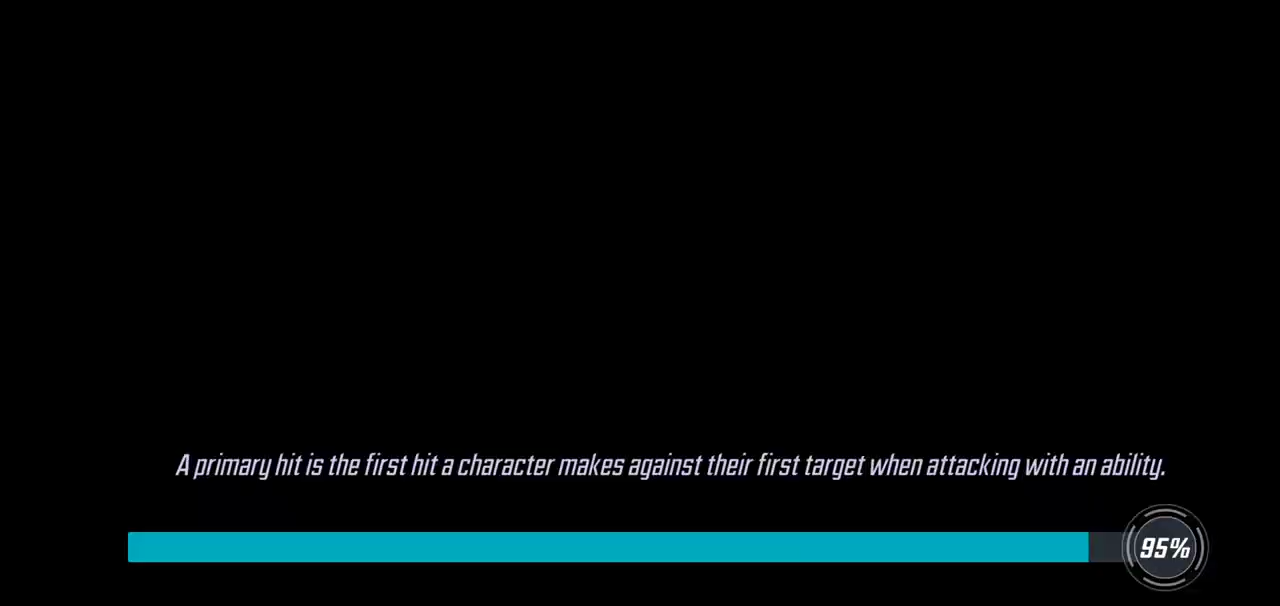 A primary hit is the first hit a character makes against their first target when attacking with an ability.
95%